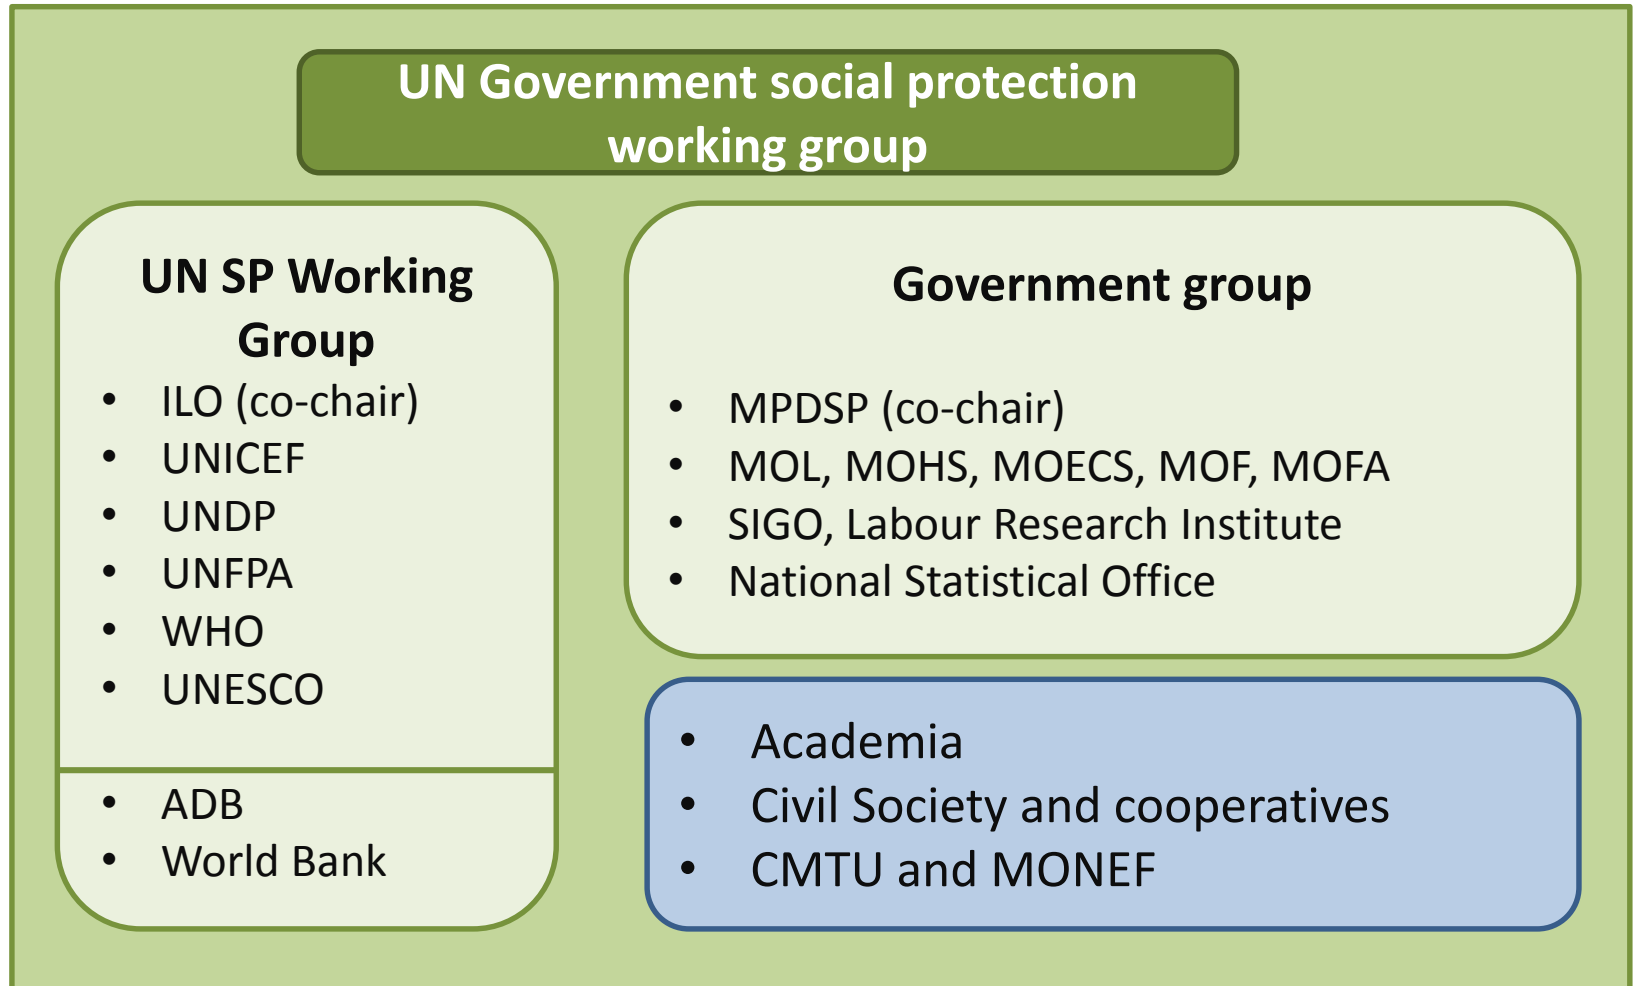 UN Government social protection
working group
UN SP Working
Group
• ILO (co-chair)
• UNICEF
• UNDP
• UNFPA
• WHO
• UNESCO
• ADB
• World Bank
Government group
• MPDSP (co-chair)
• MOL, MOHS, MOECS, MOF, MOFA
• SIGO, Labour Research Institute
• National Statistical Office
• Academia
• Civil Society and cooperatives
• CMTU and MONEF